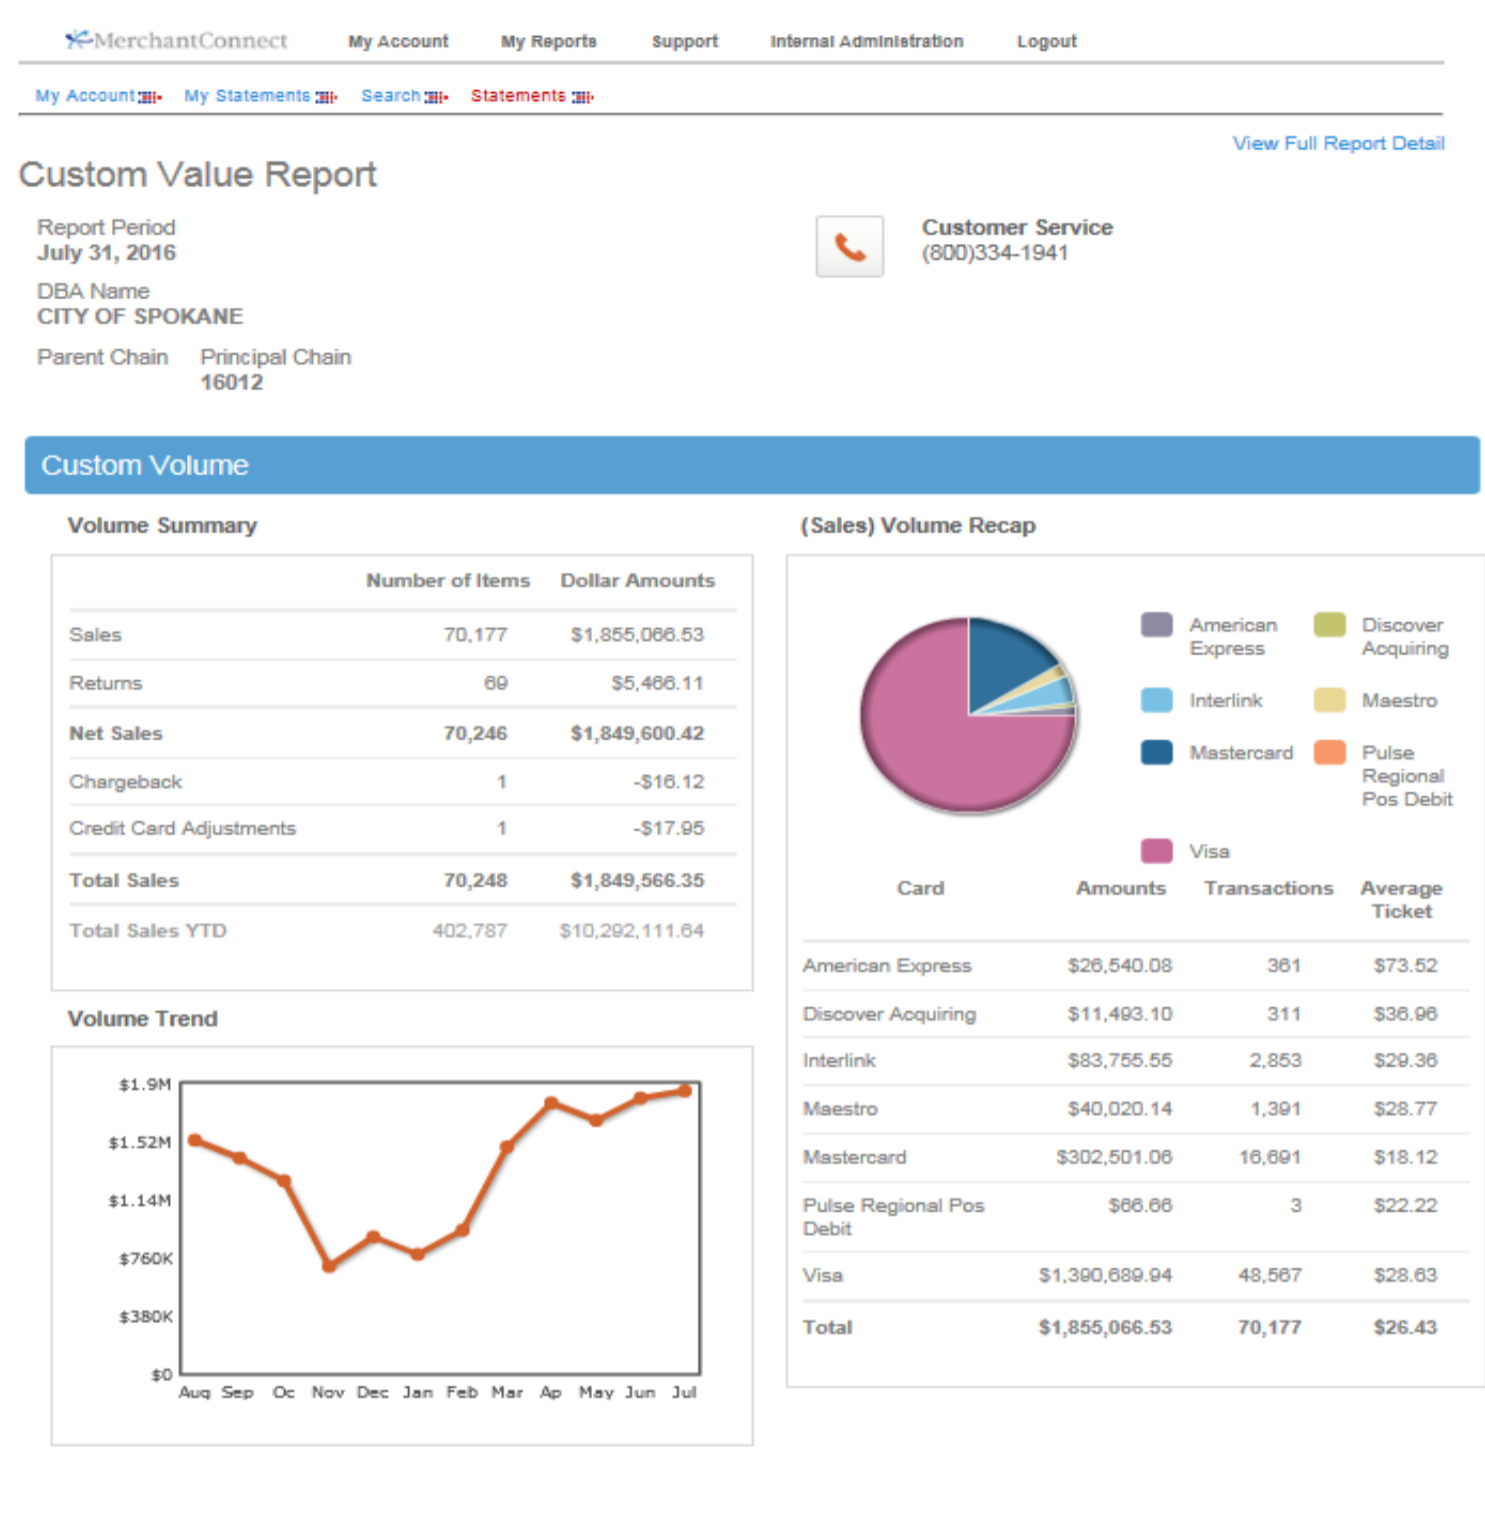 MerchantConnect My Account My Reports Support Internal Administration Logout
My Account My Statements Search Statements
View Full Report Detail
Custom Value Report
Report Period
July 31, 2016
Customer Service
(800)334-1941
DBA Name
CITY OF SPOKANE
Parent Chain Principal Chain
16012
Custom Volume
Volume Summary
Number of Items Dollar Amounts
Sales 70,177 $1,855,066.53
Returns 69 $5,466.11
Net Sales 70,246 $1,849,600.42
Chargeback 1 -$16.12
Credit Card Adjustments 1 -$17.95
Total Sales 70,248 $1,849,566.35
Total Sales YTD 402,787 $10,292,111.64
Volume Trend
$1.9M
$1.52M
$1.14M
$760K
$380K
$0
Aug Sep Oc Nov Dec Jan Feb Mar Ap May Jun Jul
(Sales) Volume Recap
American Express
Discover Acquiring
Interlink
Maestro
Mastercard
Pulse Regional Pos Debit
Visa
Card Amounts Transactions Average Ticket
American Express $26,540.08 361 $73.52
Discover Acquiring $11,493.10 311 $36.96
Interlink $83,755.55 2,853 $29.36
Maestro $40,020.14 1,391 $28.77
Mastercard $302,501.06 16,691 $18.12
Pulse Regional Pos Debit $66.66 3 $22.22
Visa $1,390,689.94 48,567 $28.63
Total $1,855,066.53 70,177 $26.43